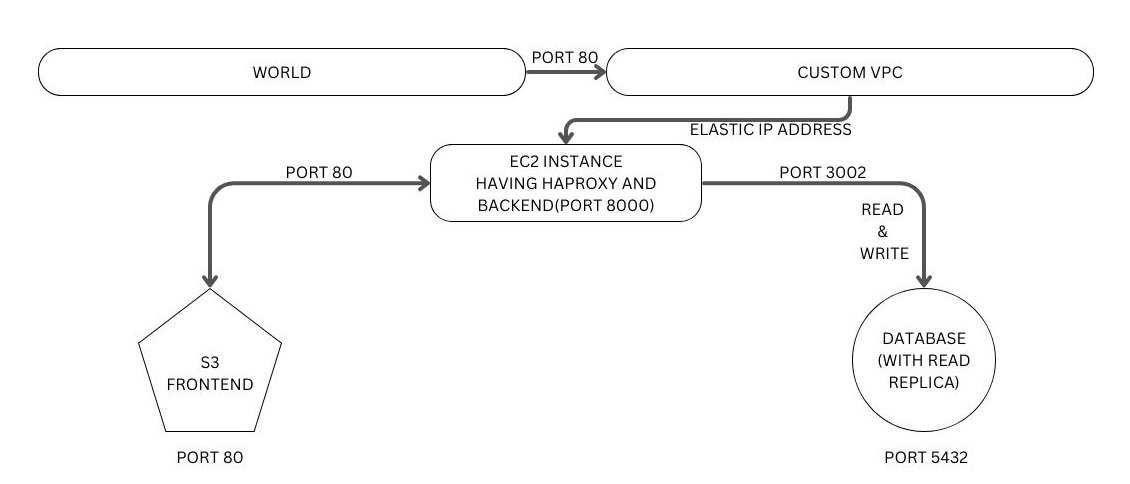 PORT 80
WORLD
CUSTOM VPC
ELASTIC IP ADDRESS
EC2 INSTANCE
HAVING HAPROXY AND
BACKEND(PORT 8000)
PORT 80
PORT 3002
READ
&
WRITE
S3
FRONTEND
DATABASE
(WITH READ
REPLICA)
PORT 80
PORT 5432